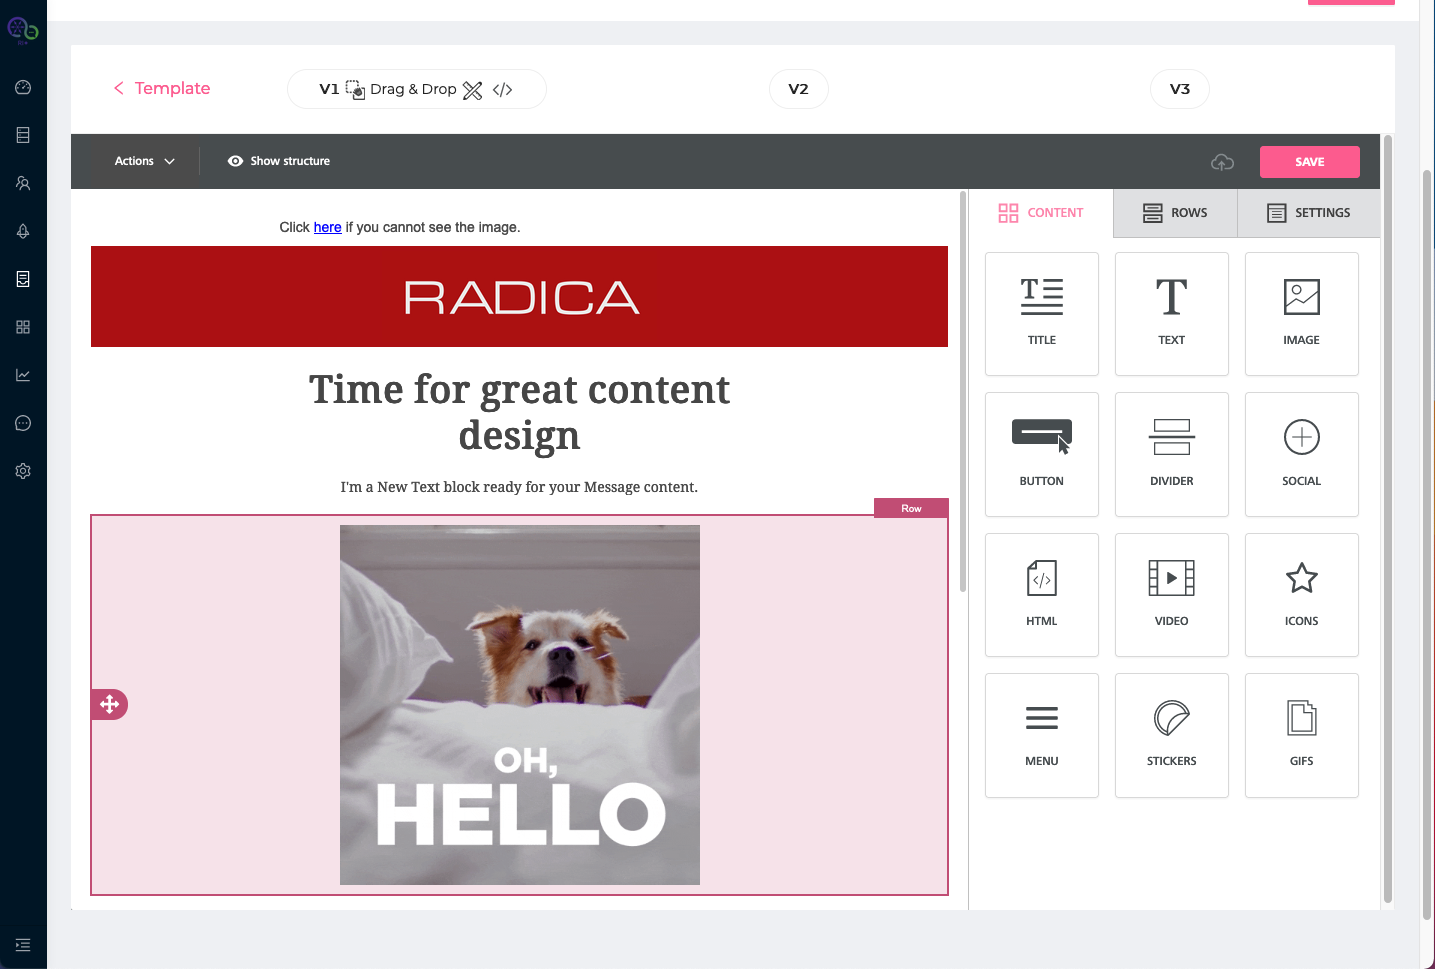 Template
V1 Drag & Drop
V2
V3
Actions
Show structure
SAVE
CONTENT
ROWS
SETTINGS
Click here if you cannot see the image.
RADICA
Time for great content
design
I'm a New Text block ready for your Message content.
Row
OH,
HELLO
TITLE
TEXT
IMAGE
BUTTON
DIVIDER
SOCIAL
HTML
VIDEO
ICONS
MENU
STICKERS
GIFS